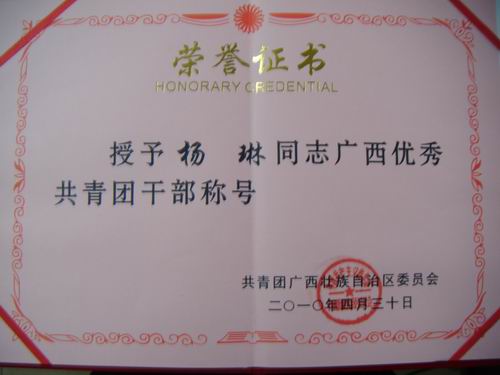 荣誉证书
HONORARY CREDENTIAL
授予杨 琳同志广西优秀
共青团干部称号
共青团广西壮族自治区委员会
二〇一〇年四月三十日